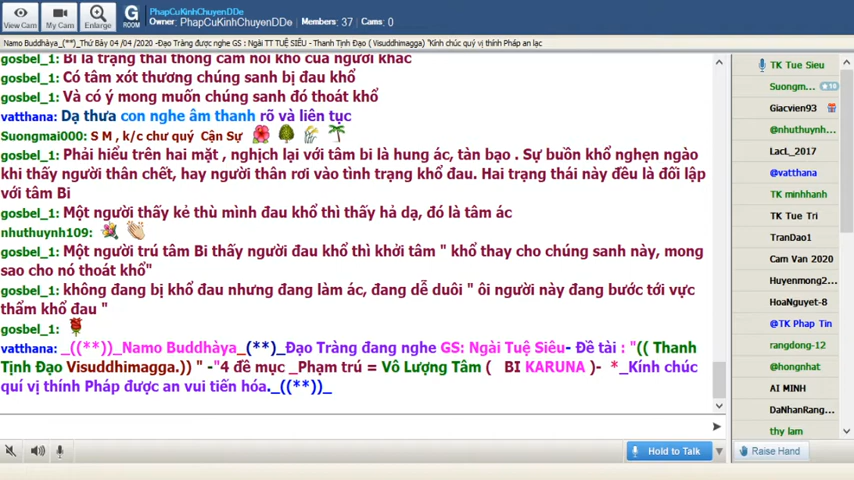 PhapCuKinhChuyenDDe
Owner: PhapCuKinhChuyenDDe Members: 37 Cams: 0
View Cam
My Cam
Enlarge
G
ROOM
Namo Buddhàya_(**)_Thứ Bảy 04 /04 /2020 -Đạo Tràng được nghe GS : Ngài TT TUỆ SIÊU - Thanh Tịnh Đạo ( Visuddhimagga) "Kính chúc quý vị thính Pháp an lạc
gosbel_1: Bi là trạng thái thông cảm nỗi khổ của người khác
gosbel_1: Có tâm xót thương chúng sanh bị đau khổ
gosbel_1: Và có ý mong muốn chúng sanh đó thoát khổ
vatthana: Dạ thưa con nghe âm thanh rõ và liên tục
Suongmai000: S M , k/c chư quý Cận Sự
gosbel_1: Phải hiểu trên hai mặt , nghịch lại với tâm bi là hung ác, tàn bạo . Sự buồn khổ nghẹn ngào
khi thấy người thân chết, hay người thân rơi vào tình trạng khổ đau. Hai trạng thái này đều là đối lập
với tâm Bi
gosbel_1: Một người thấy kẻ thù mình đau khổ thì thấy hả dạ, đó là tâm ác
nhuthuynh109:
gosbel_1: Một người trú tâm Bi thấy người đau khổ thì khởi tâm " khổ thay cho chúng sanh này, mong
sao cho nó thoát khổ"
gosbel_1: không đang bị khổ đau nhưng đang làm ác, đang dễ duôi " ôi người này đang bước tới vực
thẩm khổ đau "
gosbel_1:
vatthana: _((**))_Namo Buddhàya_(**)_Đạo Tràng đang nghe GS: Ngài Tuệ Siêu- Đề tài : "(( Thanh
Tịnh Đạo Visuddhimagga.)) " -"4 đề mục _Phạm trú = Vô Lượng Tâm ( BI KARUNA )- *_Kính chúc
quí vị thính Pháp được an vui tiến hóa._((**))_
Hold to Talk
TK Tue Sieu
Suongm... 18
Giacvien93
@nhuthuynh...
LacL_2017
@vatthana
TK minhhanh
TK Tue Tri
TranDao1
Cam Van 2020
Huyenmong2...
HoaNguyet-8
@TK Phap Tin
rangdong-12
@hongnhat
AI MINH
DaNhanRang...
thy lam
Raise Hand